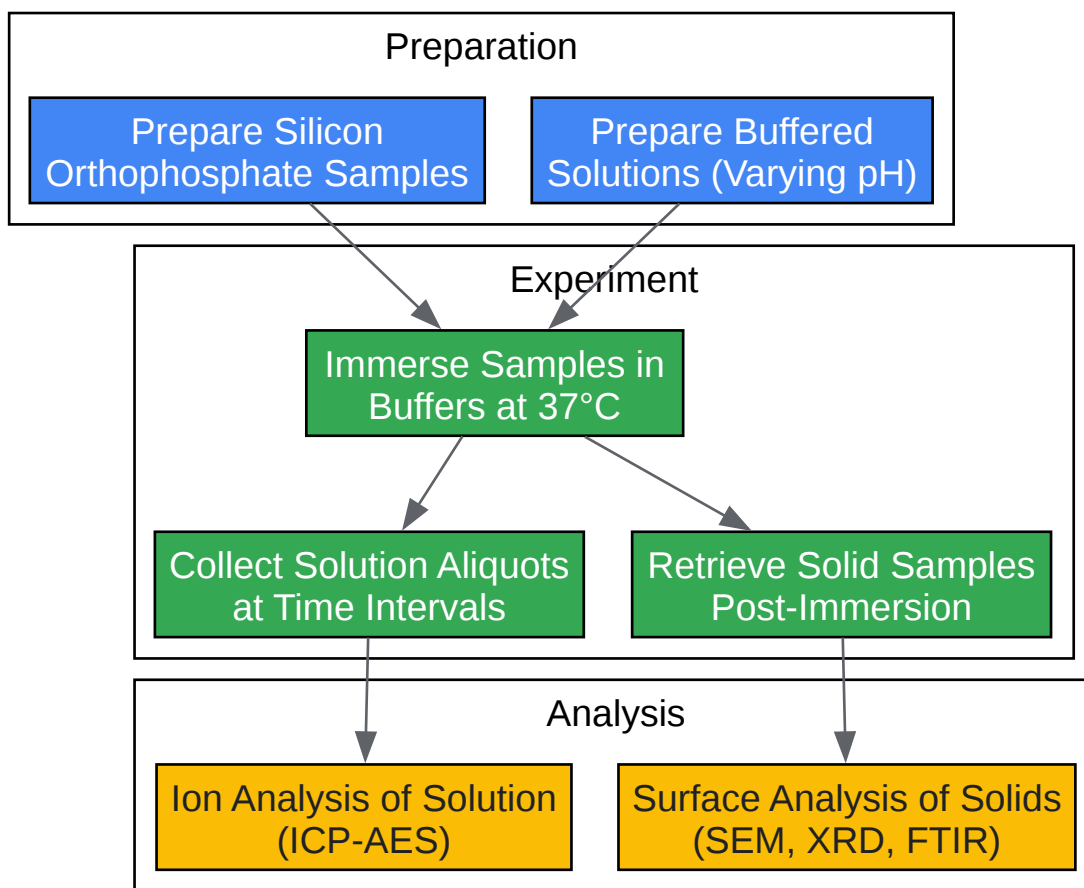 Preparation
Prepare Silicon
Orthophosphate Samples
Prepare Buffered
Solutions (Varying pH)
Experiment
Immerse Samples in
Buffers at 37°C
Collect Solution Aliquots
at Time Intervals
Retrieve Solid Samples
Post-Immersion
Analysis
Ion Analysis of Solution
(ICP-AES)
Surface Analysis of Solids
(SEM, XRD, FTIR)